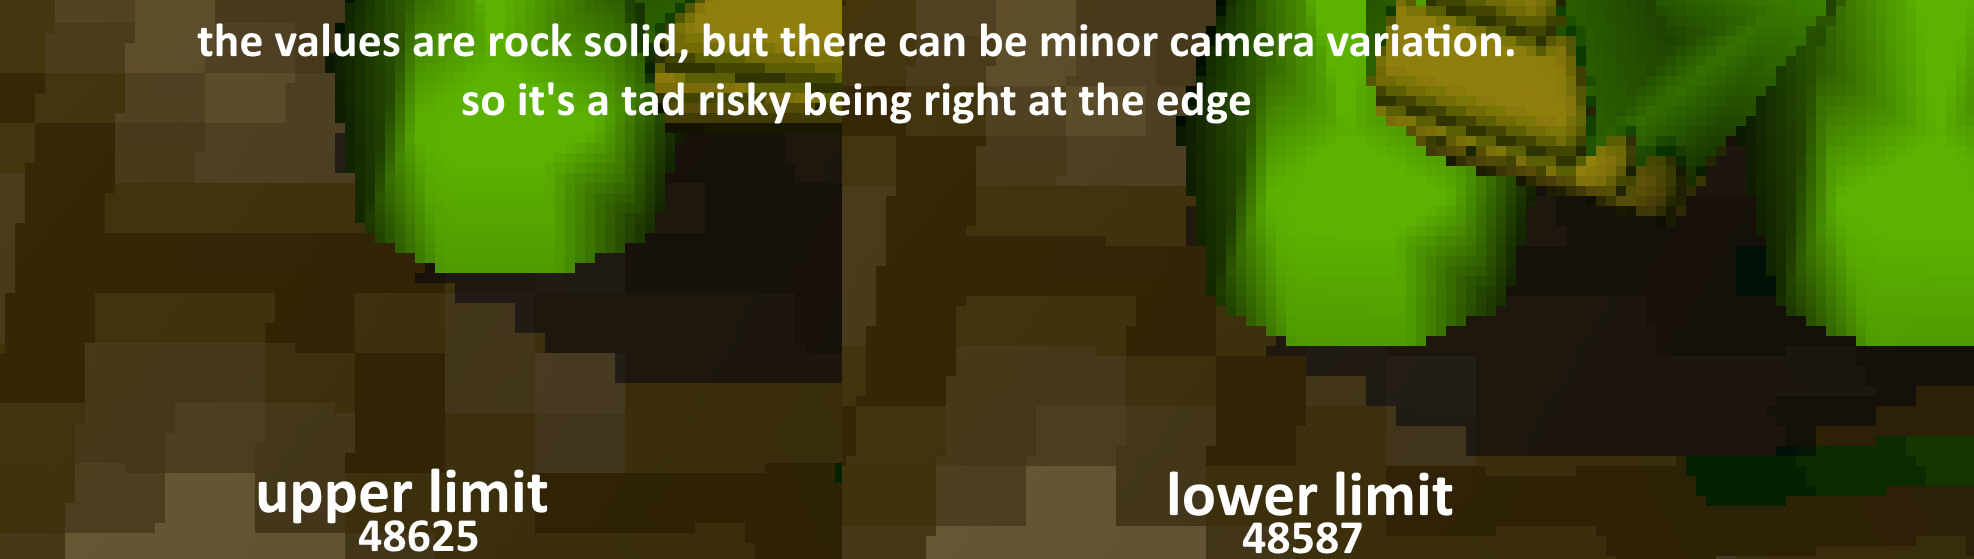 the values are rock solid, but there can be minor camera variation.
so it's a tad risky being right at the edge
upper limit
48625
lower limit
48587